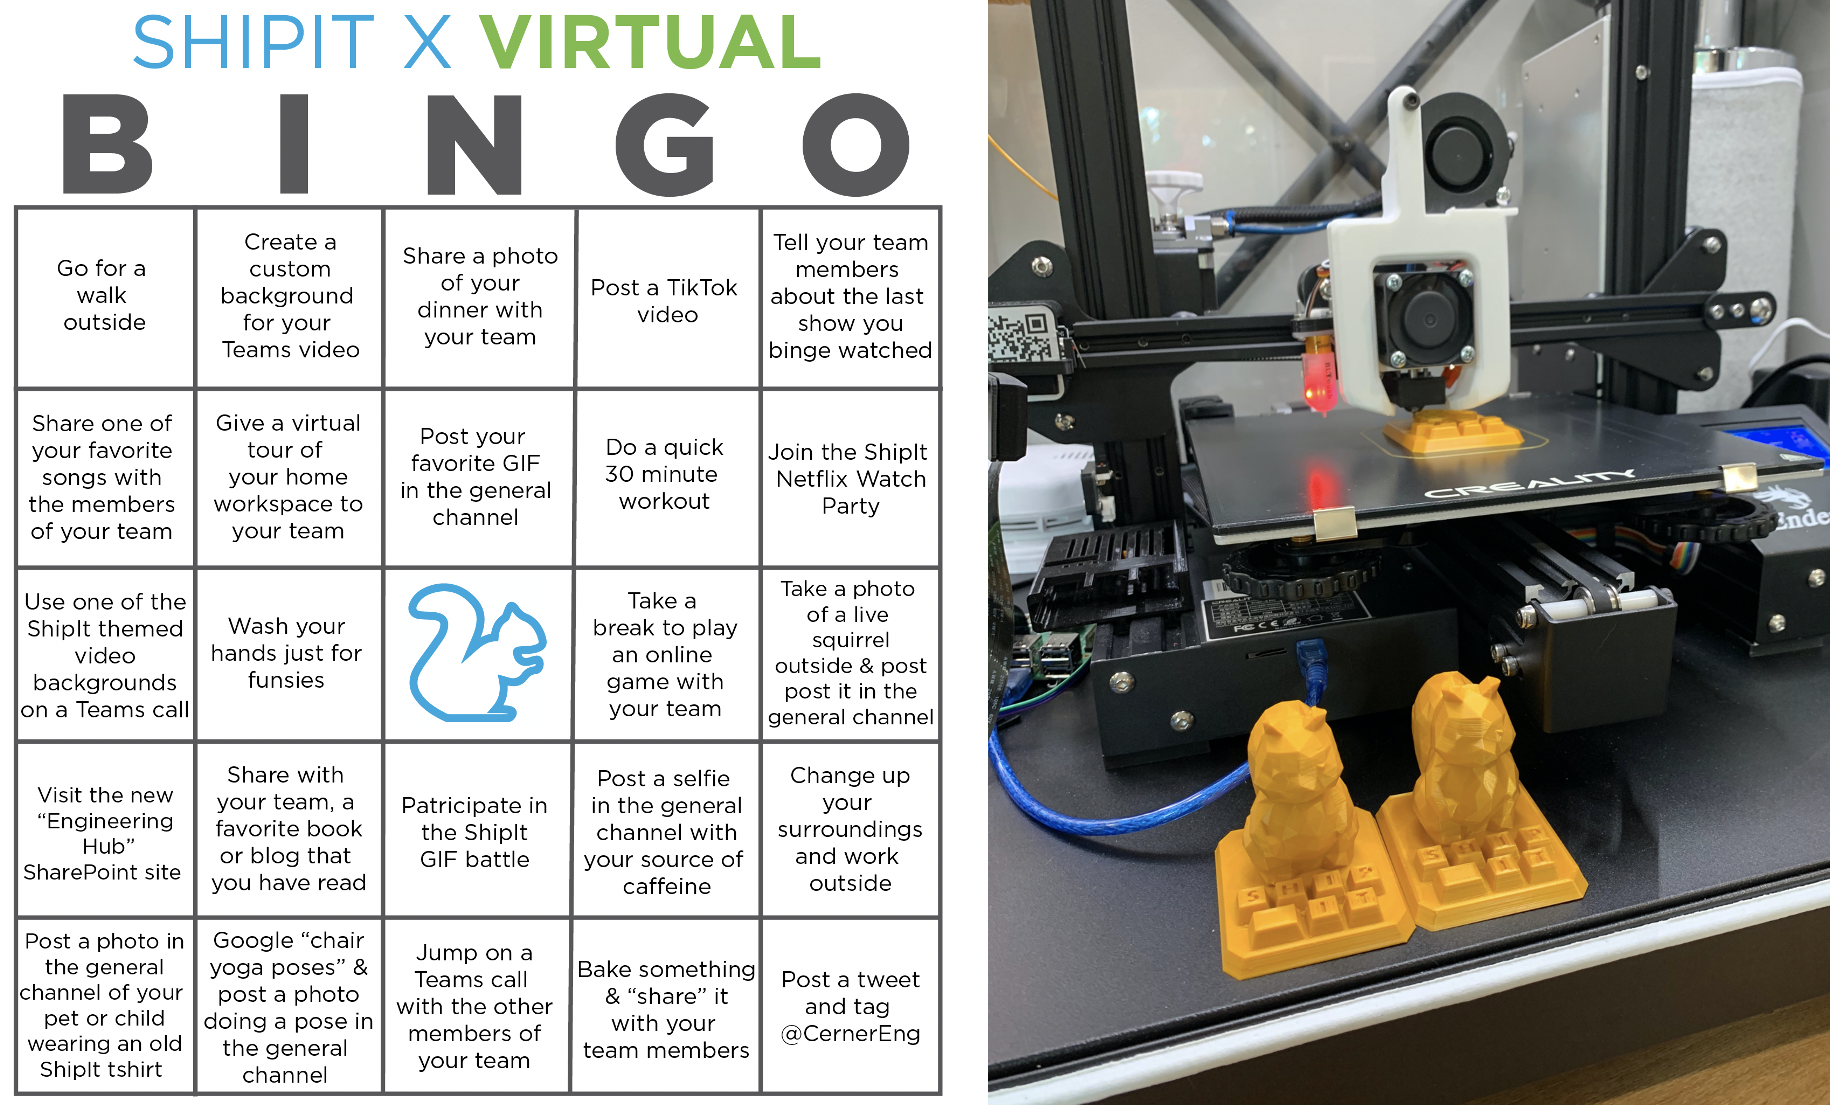 SHIPIT X VIRTUAL
B I N G O
Go for a
walk
outside
Create a
custom
background
for your
Teams video
Share a photo
of your
dinner with
your team
Post a TikTok
video
Tell your team
members
about the last
show you
binge watched
Share one of
your favorite
songs with
the members
of your team
Give a virtual
tour of
your home
workspace to
your team
Post your
favorite GIF
in the general
channel
Do a quick
30 minute
workout
Join the ShipIt
Netflix Watch
Party
Use one of the
ShipIt themed
video
backgrounds
on a Teams call
Wash your
hands just for
funsies
Take a
break to play
an online
game with
your team
Take a photo
of a live
squirrel
outside & post
post it in the
general channel
Visit the new
“Engineering
Hub”
SharePoint site
Share with
your team, a
favorite book
or blog that
you have read
Patricipate in
the ShipIt
GIF battle
Post a selfie
in the general
channel with
your source of
caffeine
Change up
your
surroundings
and work
outside
Post a photo in
the general
channel of your
pet or child
wearing an old
ShipIt tshirt
Google “chair
yoga poses” &
post a photo
doing a pose in
the general
channel
Jump on a
Teams call
with the other
members of
your team
Bake something
& “share” it
with your
team members
Post a tweet
and tag
@CernerEng
CREALITY
Ende
CREALITY
FC CE
SHIP
IT
SHIP
IT